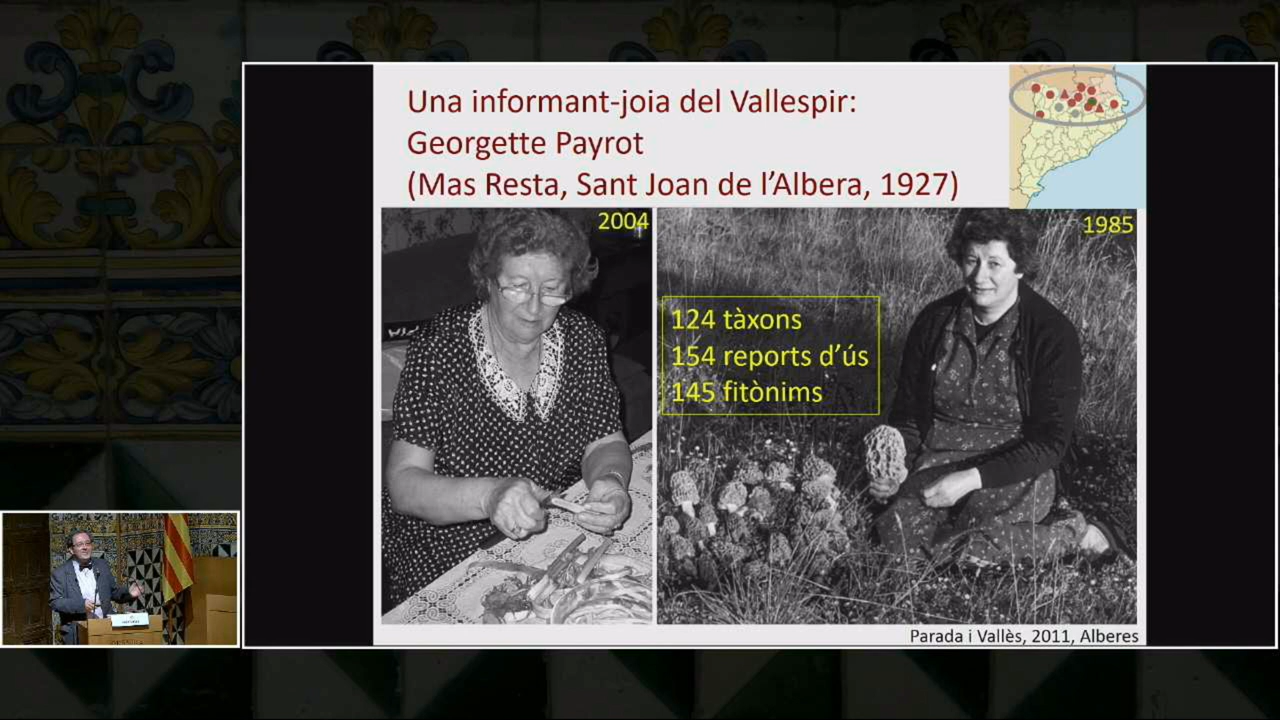 Una informant-joia del Vallespir:
Georgette Payrot
(Mas Resta, Sant Joan de l’Albera, 1927)
2004
1985
124 tàxons
154 reports d’ús
145 fitònims
Parada i Vallès, 2011, Alberes